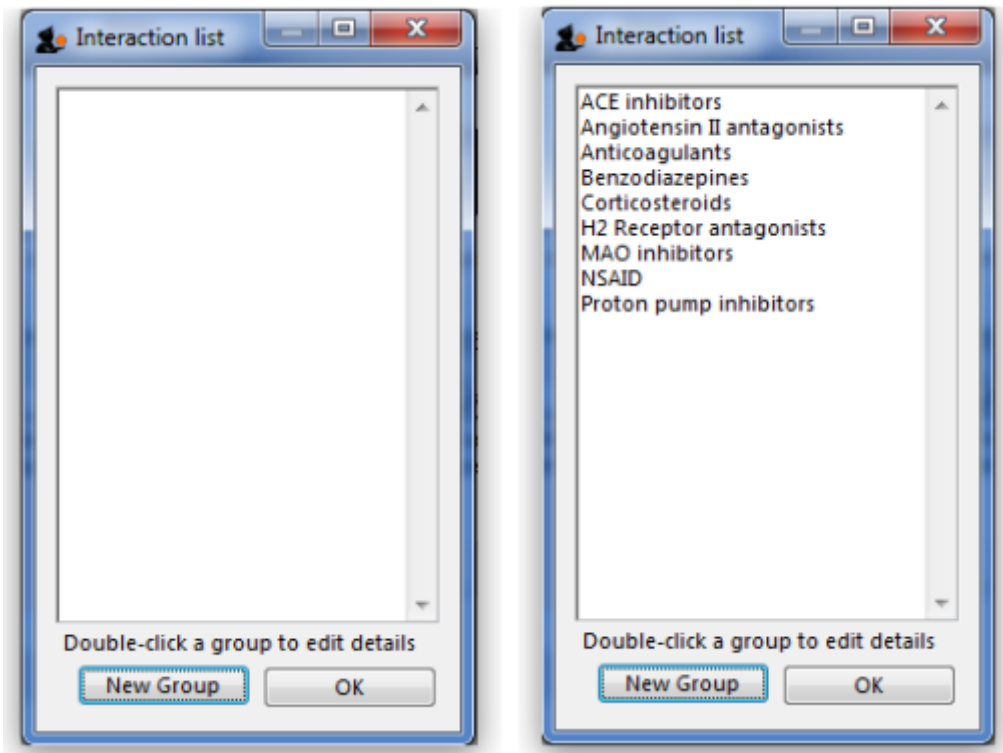 Interaction list
Double-click a group to edit details
New Group
OK
Interaction list
ACE inhibitors
Angiotensin II antagonists
Anticoagulants
Benzodiazepines
Corticosteroids
H2 Receptor antagonists
MAO inhibitors
NSAID
Proton pump inhibitors
Double-click a group to edit details
New Group
OK